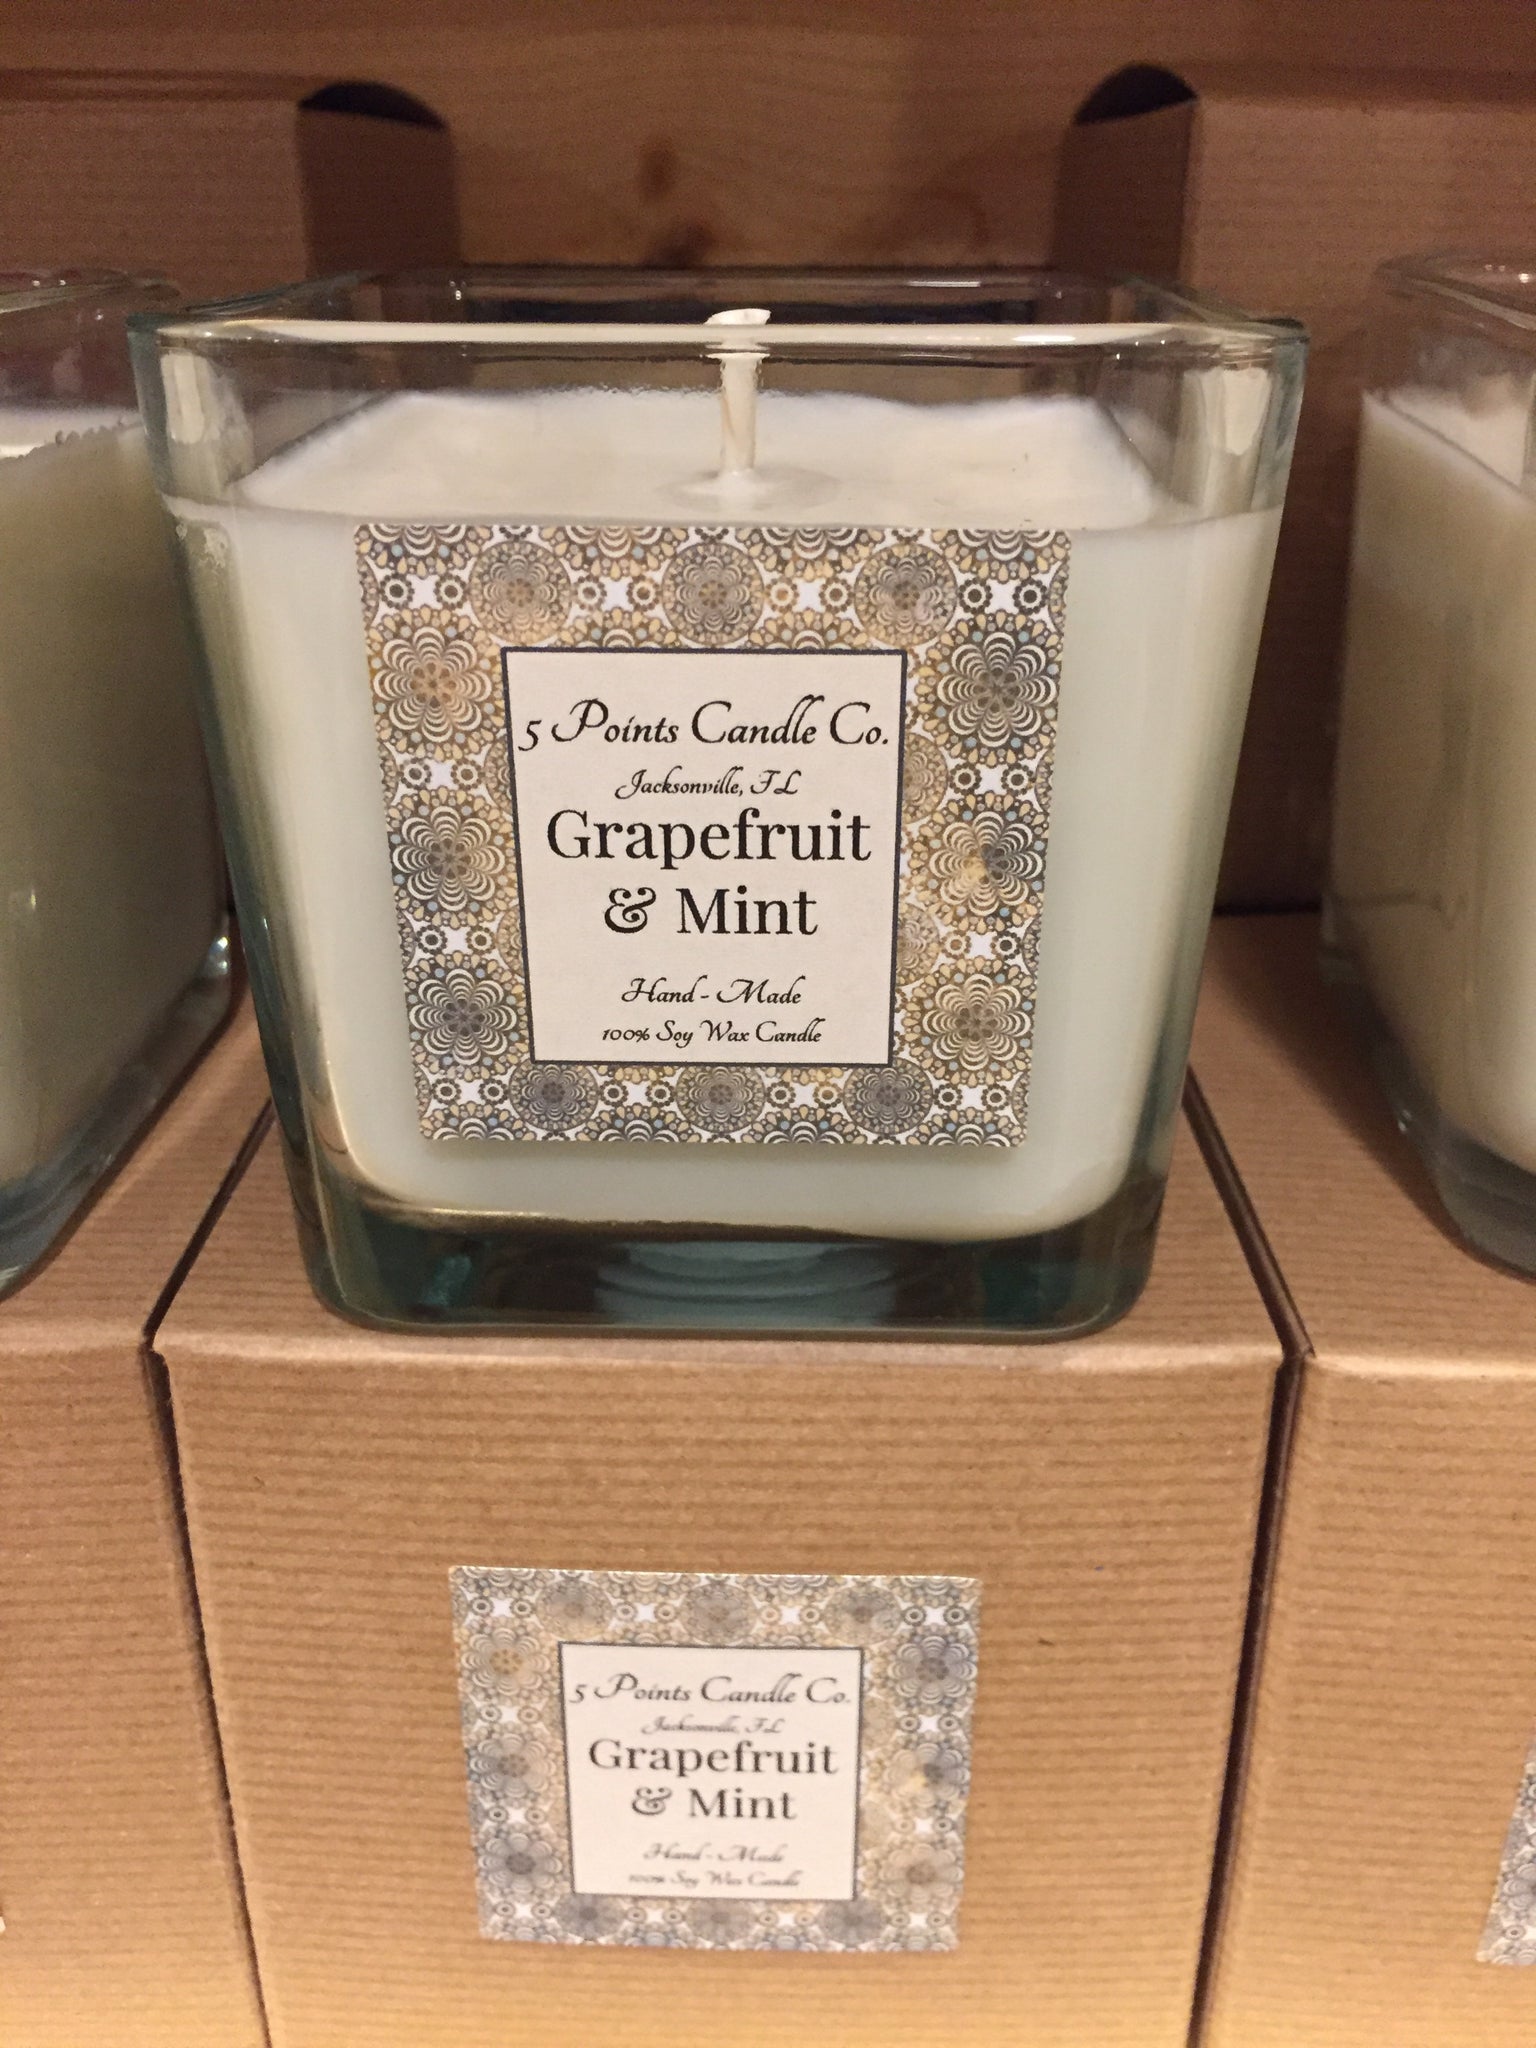 5 Points Candle Co.
Jacksonville, FL
Grapefruit
& Mint
Hand - Made
100% Soy Wax Candle
5 Points Candle Co.
Jacksonville, FL
Grapefruit
& Mint
Hand - Made
100% Soy Wax Candle